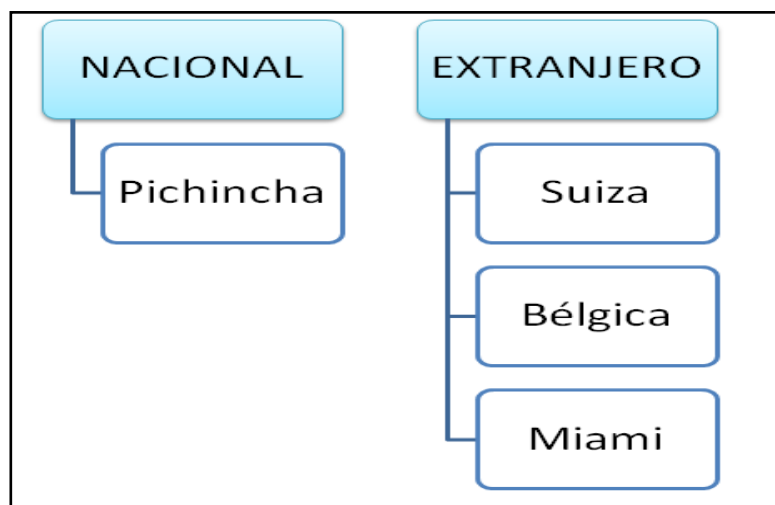 NACIONAL
Pichincha
EXTRANJERO
Suiza
Bélgica
Miami